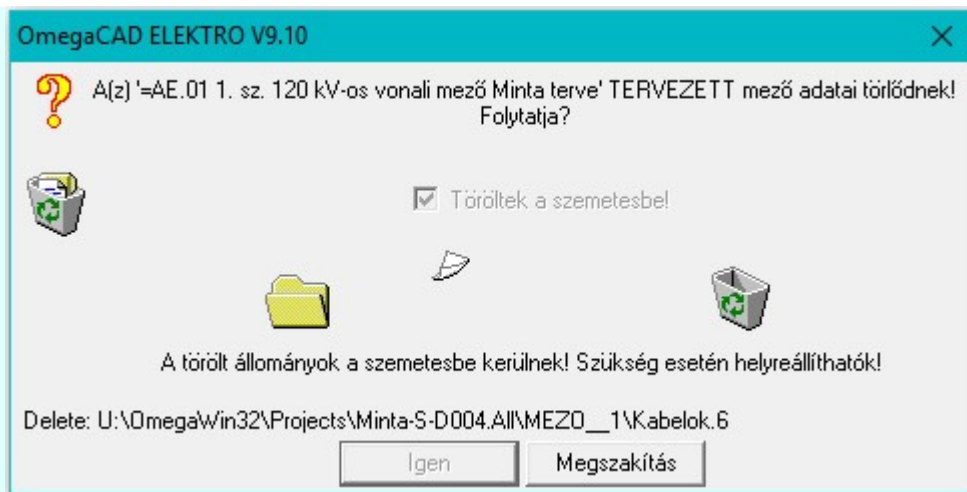 OmegaCAD ELEKTRO V9.10
A(z) '=AE.01 1. sz. 120 kV-os vonali mező Minta terve' TERVEZETT mező adatai törlődnek!
Folytatja?
Töröltek a szemetesbe!
A törölt állományok a szemetesbe kerülnek! Szükség esetén helyreállíthatók!
Delete: U:\OmegaWin32\Projects\Minta-S-D004.All\MEZO__1\Kabelok.6
Igen Megszakítás